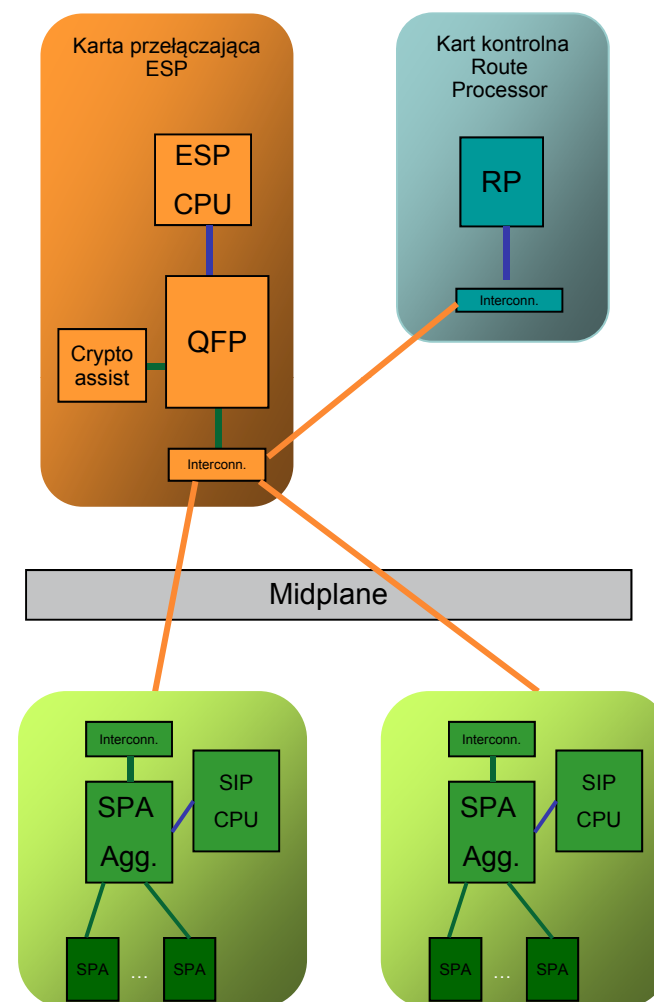 Karta przełączająca
ESP
ESP
CPU
QFP
Crypto
assist
Interconn.
Kart kontrolna
Route
Processor
RP
Interconn.
Midplane
Interconn.
SPA
Agg.
SIP
CPU
SPA
...
SPA
Interconn.
SPA
Agg.
SIP
CPU
SPA
...
SPA